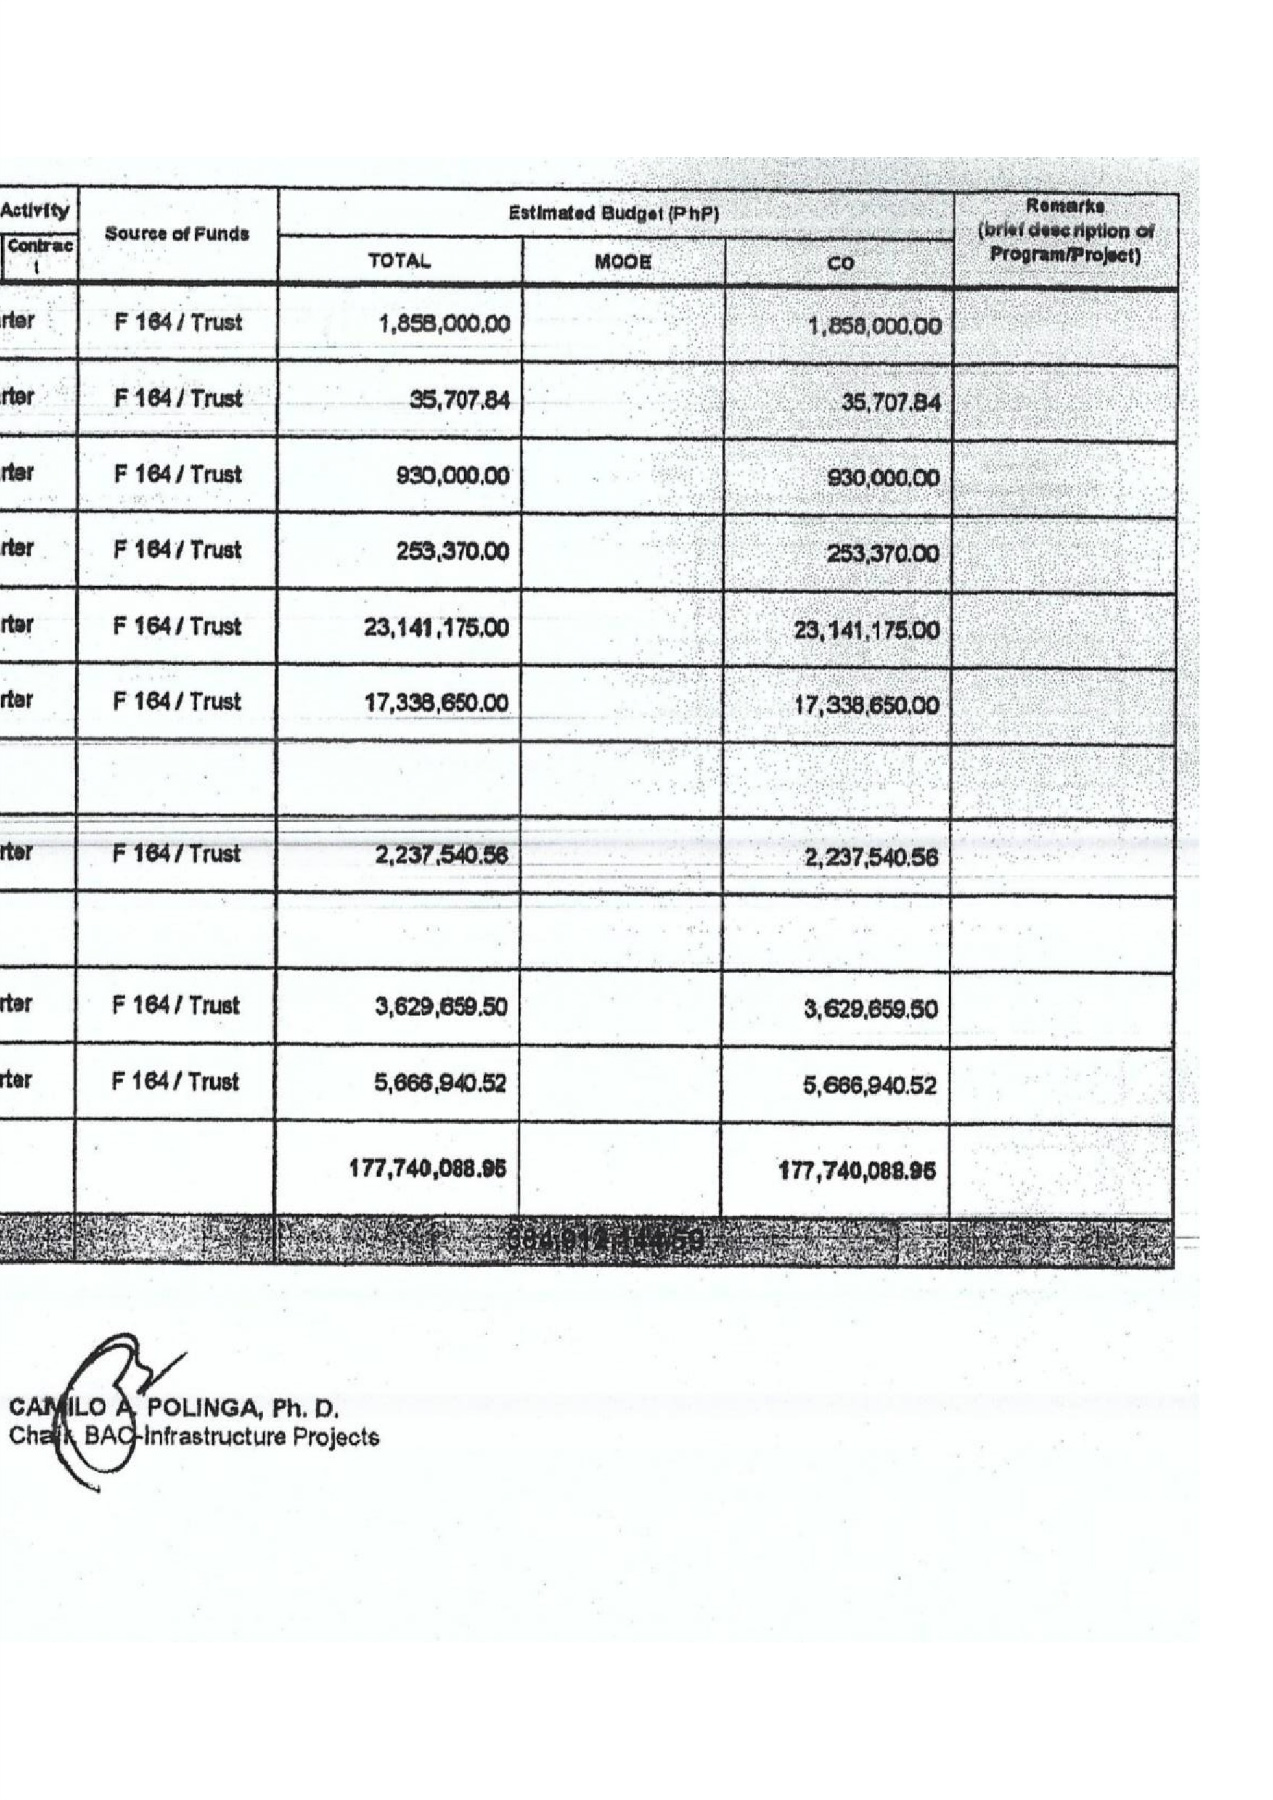 Activity
Source of Funds
Estimated Budget (PhP)
Remarks
(brief description of
Program/Project)
Contrac
t
TOTAL MOOE CO
rter F 164 / Trust 1,858,000.00 1,858,000.00
rter F 164 / Trust 35,707.84 35,707.84
rter F 164 / Trust 930,000.00 930,000.00
rter F 164 / Trust 253,370.00 253,370.00
rter F 164 / Trust 23,141,175.00 23,141,175.00
rter F 164 / Trust 17,338,650.00 17,338,650.00
rter F 164 / Trust 2,237,540.56 2,237,540.56
rter F 164 / Trust 3,629,659.50 3,629,659.50
rter F 164 / Trust 5,666,940.52 5,666,940.52
177,740,088.95 177,740,088.95
CAMILO A. POLINGA, Ph. D.
Chair, BAC-Infrastructure Projects